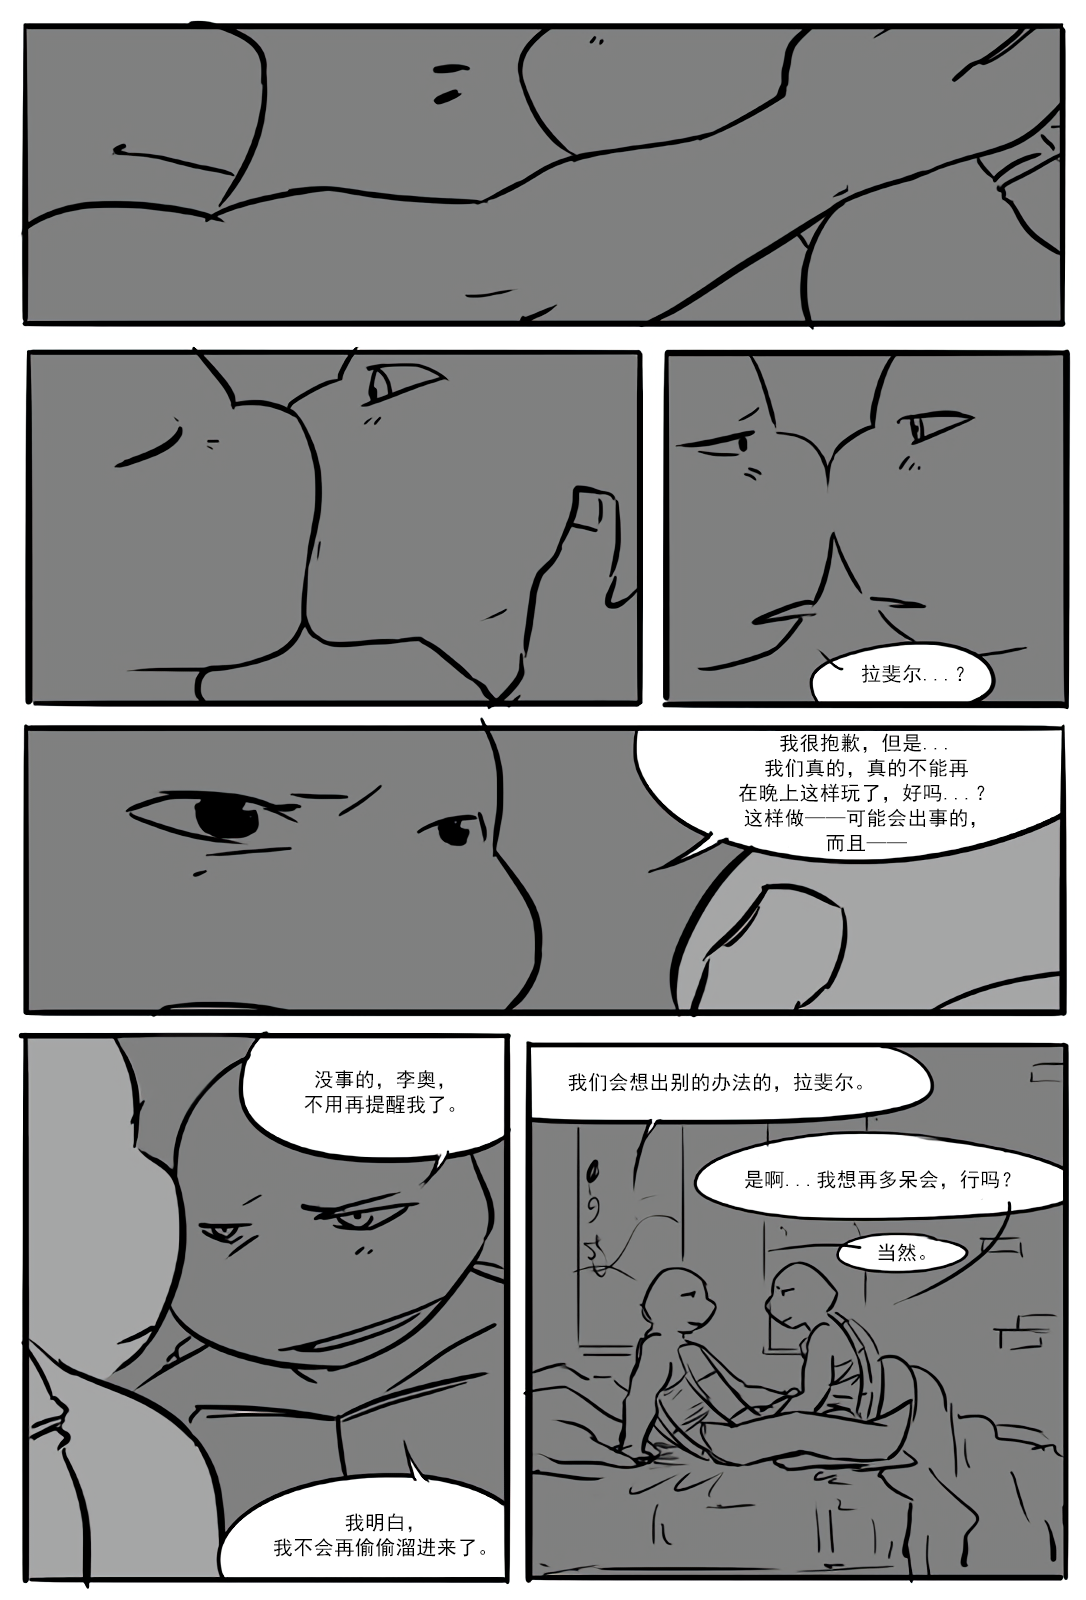 拉斐尔...？
我很抱歉，但是...
我们真的，真的不能再
在晚上这样玩了，好吗...？
这样做——可能会出事的，
而且——
没事的，李奥，
不用再提醒我了。
我明白，
我不会再偷偷溜进来了。
我们会想出别的办法的，拉斐尔。
是啊...我想再多呆会，行吗？
当然。